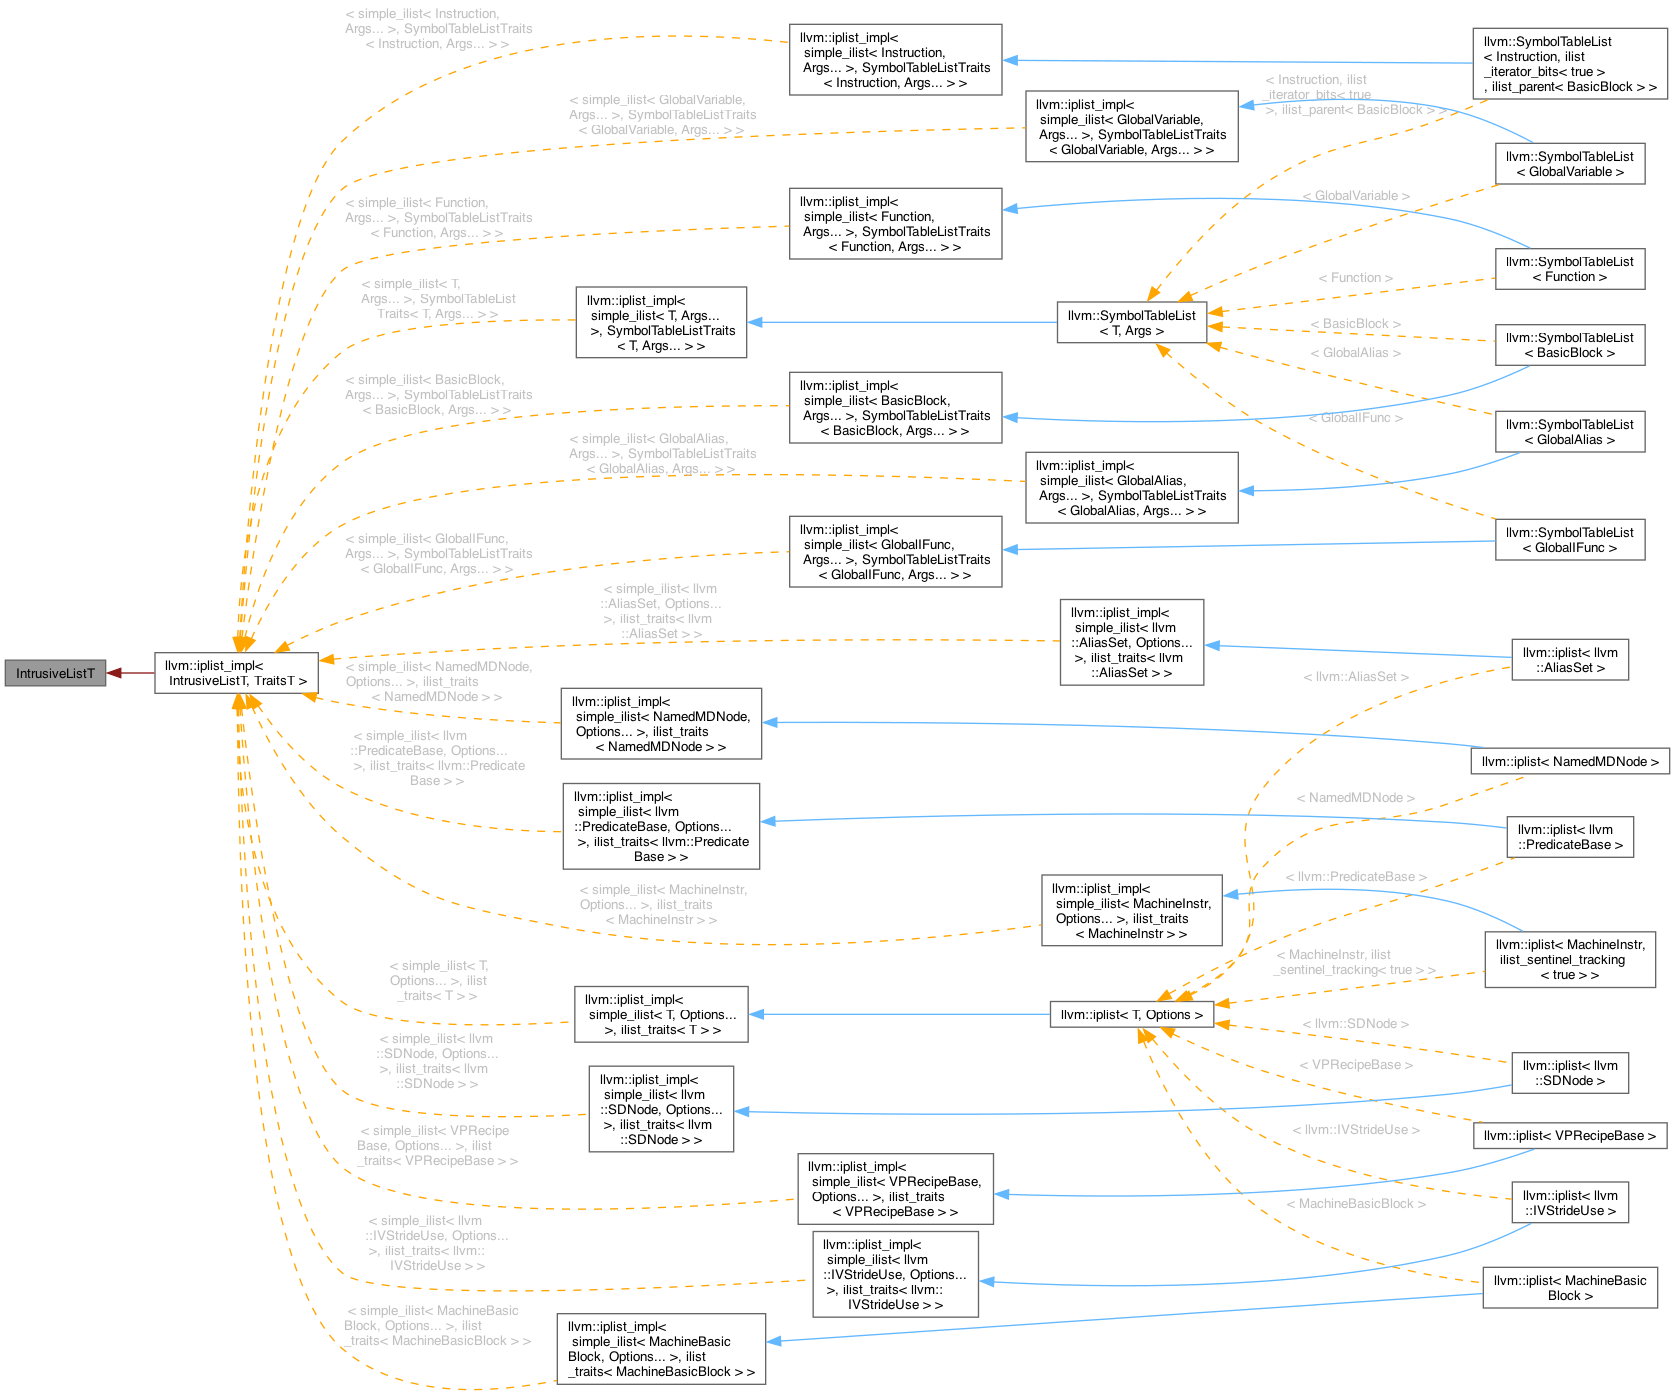 < simple_ilist< Instruction,
Args... >, SymbolTableListTraits
< Instruction, Args... > >
llvm::iplist_impl<
simple_ilist< Instruction,
Args... >, SymbolTableListTraits
< Instruction, Args... > >
llvm::SymbolTableList
< Instruction, ilist
_iterator_bits< true >
, ilist_parent< BasicBlock > >
< Instruction, ilist
_iterator_bits< true
>, ilist_parent< BasicBlock > >
< simple_ilist< GlobalVariable,
Args... >, SymbolTableListTraits
< GlobalVariable, Args... > >
llvm::iplist_impl<
simple_ilist< GlobalVariable,
Args... >, SymbolTableListTraits
< GlobalVariable, Args... > >
llvm::SymbolTableList
< GlobalVariable >
< GlobalVariable >
< simple_ilist< Function,
Args... >, SymbolTableListTraits
< Function, Args... > >
llvm::iplist_impl<
simple_ilist< Function,
Args... >, SymbolTableListTraits
< Function, Args... > >
llvm::SymbolTableList
< Function >
< Function >
< simple_ilist< T,
Args... >, SymbolTableList
Traits< T, Args... > >
llvm::iplist_impl<
simple_ilist< T, Args...
>, SymbolTableListTraits
< T, Args... > >
llvm::SymbolTableList
< T, Args >
< BasicBlock >
llvm::SymbolTableList
< BasicBlock >
< GlobalAlias >
< simple_ilist< BasicBlock,
Args... >, SymbolTableListTraits
< BasicBlock, Args... > >
llvm::iplist_impl<
simple_ilist< BasicBlock,
Args... >, SymbolTableListTraits
< BasicBlock, Args... > >
< GlobalIFunc >
llvm::SymbolTableList
< GlobalAlias >
< simple_ilist< GlobalAlias,
Args... >, SymbolTableListTraits
< GlobalAlias, Args... > >
llvm::iplist_impl<
simple_ilist< GlobalAlias,
Args... >, SymbolTableListTraits
< GlobalAlias, Args... > >
< simple_ilist< GlobalIFunc,
Args... >, SymbolTableListTraits
< GlobalIFunc, Args... > >
llvm::iplist_impl<
simple_ilist< GlobalIFunc,
Args... >, SymbolTableListTraits
< GlobalIFunc, Args... > >
llvm::SymbolTableList
< GlobalIFunc >
< simple_ilist< llvm
::AliasSet, Options...
>, ilist_traits< llvm
::AliasSet > >
llvm::iplist_impl<
simple_ilist< llvm
::AliasSet, Options...
>, ilist_traits< llvm
::AliasSet > >
llvm::iplist< llvm
::AliasSet >
< llvm::AliasSet >
IntrusiveListT
llvm::iplist_impl<
IntrusiveListT, TraitsT >
< simple_ilist< NamedMDNode,
Options... >, ilist_traits
< NamedMDNode > >
llvm::iplist_impl<
simple_ilist< NamedMDNode,
Options... >, ilist_traits
< NamedMDNode > >
llvm::iplist< NamedMDNode >
< NamedMDNode >
< simple_ilist< llvm
::PredicateBase, Options...
>, ilist_traits< llvm::Predicate
Base > >
llvm::iplist_impl<
simple_ilist< llvm
::PredicateBase, Options...
>, ilist_traits< llvm::Predicate
Base > >
llvm::iplist< llvm
::PredicateBase >
< llvm::PredicateBase >
< simple_ilist< MachineInstr,
Options... >, ilist_traits
< MachineInstr > >
llvm::iplist_impl<
simple_ilist< MachineInstr,
Options... >, ilist_traits
< MachineInstr > >
llvm::iplist< MachineInstr,
ilist_sentinel_tracking
< true > >
< MachineInstr, ilist
_sentinel_tracking< true > >
< simple_ilist< T,
Options... >, ilist
_traits< T > >
llvm::iplist_impl<
simple_ilist< T, Options...
>, ilist_traits< T > >
llvm::iplist< T, Options >
< llvm::SDNode >
< simple_ilist< llvm
::SDNode, Options...
>, ilist_traits< llvm
::SDNode > >
llvm::iplist_impl<
simple_ilist< llvm
::SDNode, Options...
>, ilist_traits< llvm
::SDNode > >
llvm::iplist< llvm
::SDNode >
< VPRecipeBase >
< simple_ilist< VPRecipe
Base, Options... >, ilist
_traits< VPRecipeBase > >
llvm::iplist_impl<
simple_ilist< VPRecipeBase,
Options... >, ilist_traits
< VPRecipeBase > >
llvm::iplist< VPRecipeBase >
< llvm::IVStrideUse >
< simple_ilist< llvm
::IVStrideUse, Options...
>, ilist_traits< llvm::
IVStrideUse > >
llvm::iplist_impl<
simple_ilist< llvm
::IVStrideUse, Options...
>, ilist_traits< llvm::
IVStrideUse > >
llvm::iplist< llvm
::IVStrideUse >
< MachineBasicBlock >
< simple_ilist< MachineBasic
Block, Options... >, ilist
_traits< MachineBasicBlock > >
llvm::iplist_impl<
simple_ilist< MachineBasic
Block, Options... >, ilist
_traits< MachineBasicBlock > >
llvm::iplist< MachineBasic
Block >